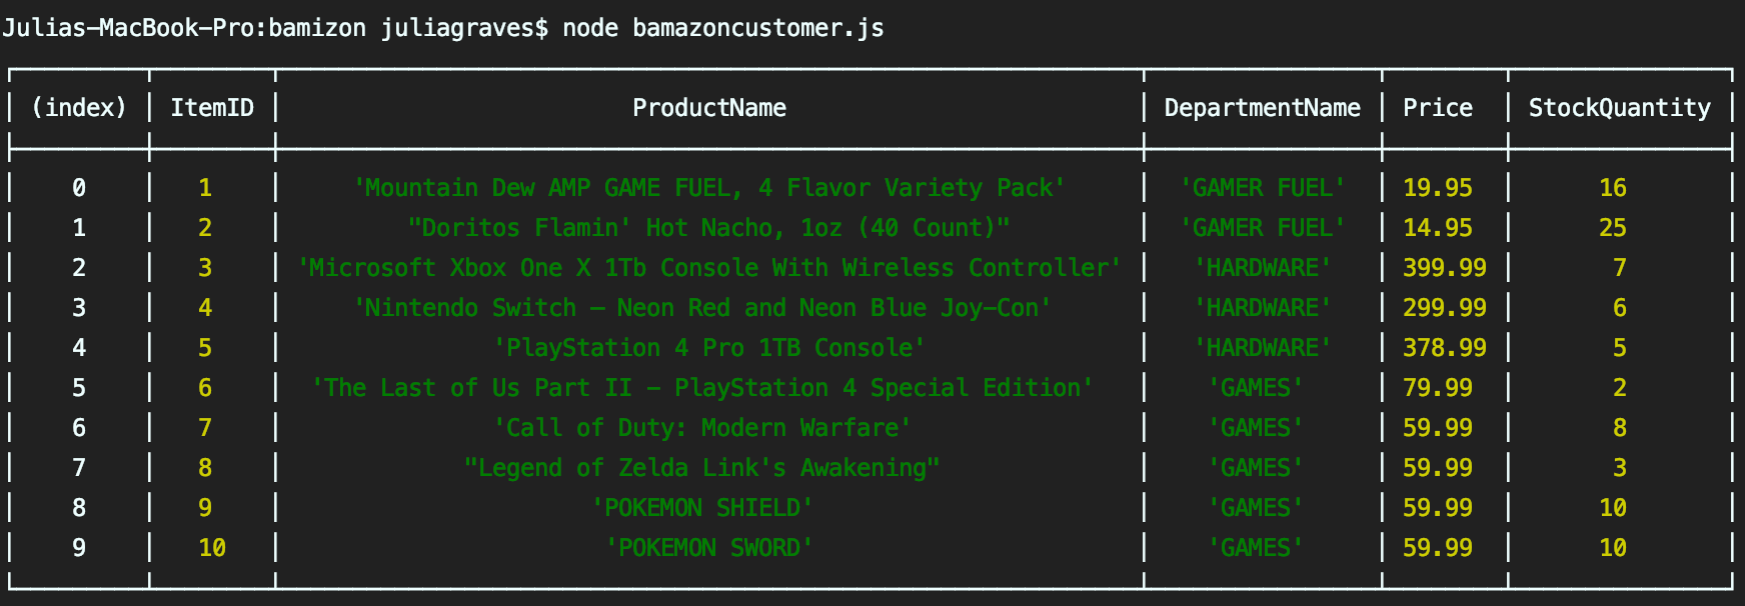 Julias-MacBook-Pro:bamizon juliagraves$ node bamazoncustomer.js
(index) ItemID ProductName DepartmentName Price StockQuantity
0 1 'Mountain Dew AMP GAME FUEL, 4 Flavor Variety Pack' 'GAMER FUEL' 19.95 16
1 2 "Doritos Flamin' Hot Nacho, 1oz (40 Count)" 'GAMER FUEL' 14.95 25
2 3 'Microsoft Xbox One X 1Tb Console With Wireless Controller' 'HARDWARE' 399.99 7
3 4 'Nintendo Switch – Neon Red and Neon Blue Joy-Con' 'HARDWARE' 299.99 6
4 5 'PlayStation 4 Pro 1TB Console' 'HARDWARE' 378.99 5
5 6 'The Last of Us Part II - PlayStation 4 Special Edition' 'GAMES' 79.99 2
6 7 'Call of Duty: Modern Warfare' 'GAMES' 59.99 8
7 8 "Legend of Zelda Link's Awakening" 'GAMES' 59.99 3
8 9 'POKEMON SHIELD' 'GAMES' 59.99 10
9 10 'POKEMON SWORD' 'GAMES' 59.99 10